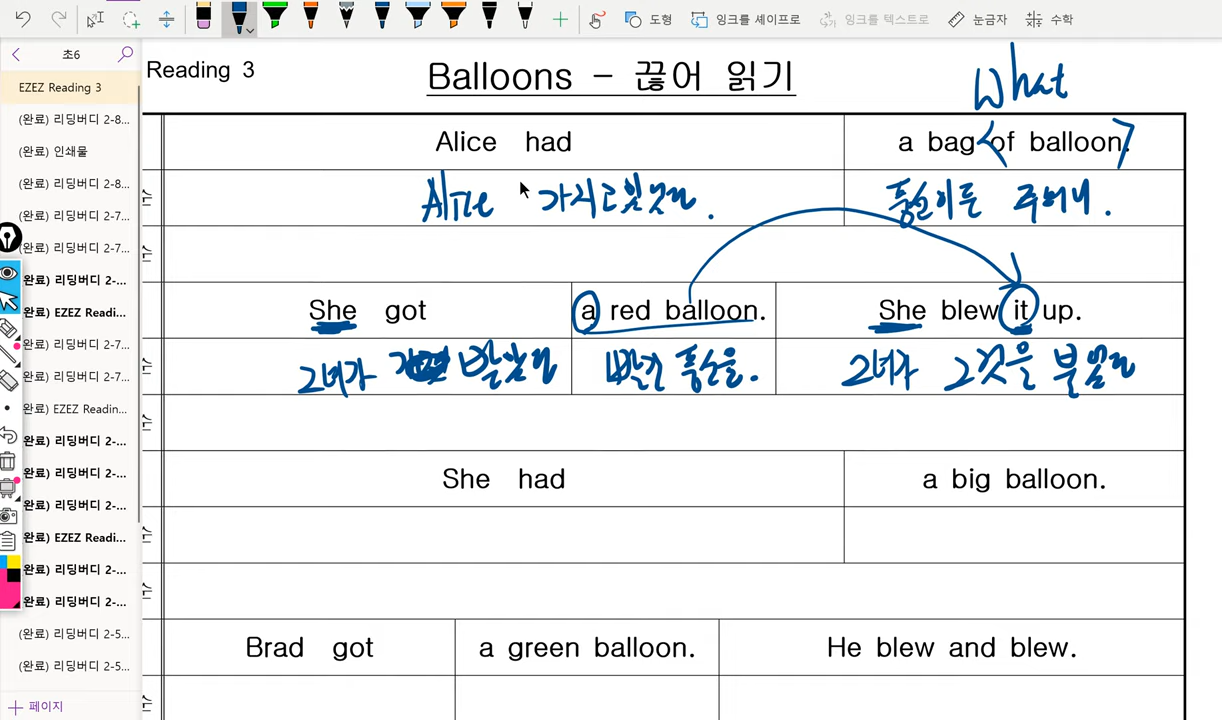 도형 잉크를 셰이프로 잉크를 텍스트로 눈금자 수학
초6
EZEZ Reading 3
(완료) 리딩버디 2-8...
(완료) 인쇄물
(완료) 리딩버디 2-8...
(완료) 리딩버디 2-7...
(완료) 리딩버디 2-7...
완료) 리딩버디 2-...
완료) EZEZ Readi...
완료) 리딩버디 2-7...
완료) 리딩버디 2-7...
완료) EZEZ Readin...
완료) 리딩버디 2-...
완료) 리딩버디 2-...
완료) 리딩버디 2-...
완료) EZEZ Readi...
완료) 리딩버디 2-...
완료) 리딩버디 2-...
(완료) 리딩버디 2-5...
(완료) 리딩버디 2-5...
페이지
Reading 3
Balloons - 끊어 읽기
What
Alice had a bag <of balloon.>
Alice 가지고있었다. 풍선이든 주머니.
She got a red balloon. She blew it up.
그녀가 받았다 빨간 풍선을. 그녀가 그것을 불었다
She had a big balloon.
Brad got a green balloon. He blew and blew.